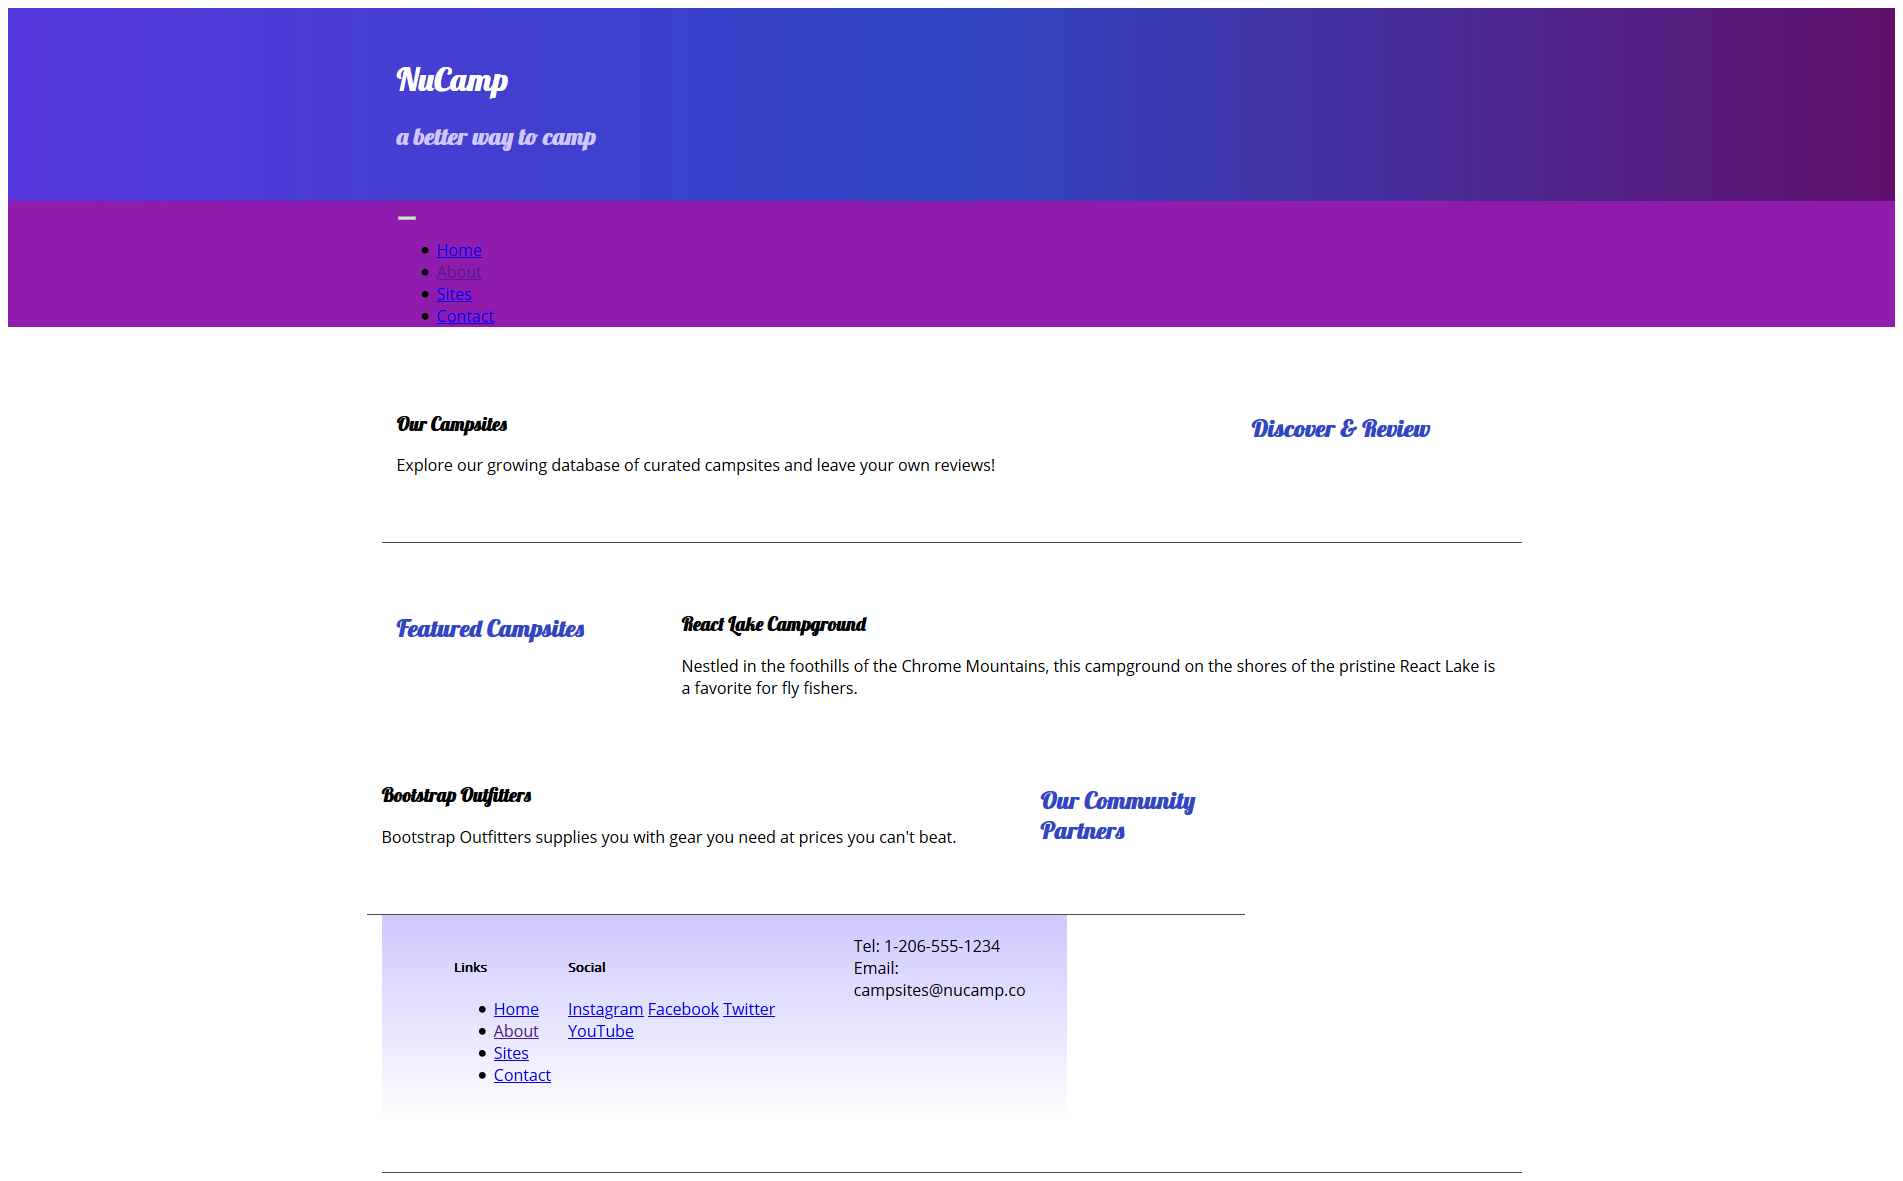 NuCamp
a better way to camp
Home
About
Sites
Contact
Our Campsites
Explore our growing database of curated campsites and leave your own reviews!
Discover & Review
Featured Campsites
React Lake Campground
Nestled in the foothills of the Chrome Mountains, this campground on the shores of the pristine React Lake is
a favorite for fly fishers.
Bootstrap Outfitters
Bootstrap Outfitters supplies you with gear you need at prices you can't beat.
Our Community
Partners
Links
Home
About
Sites
Contact
Social
Instagram Facebook Twitter
YouTube
Tel: 1-206-555-1234
Email:
campsites@nucamp.co